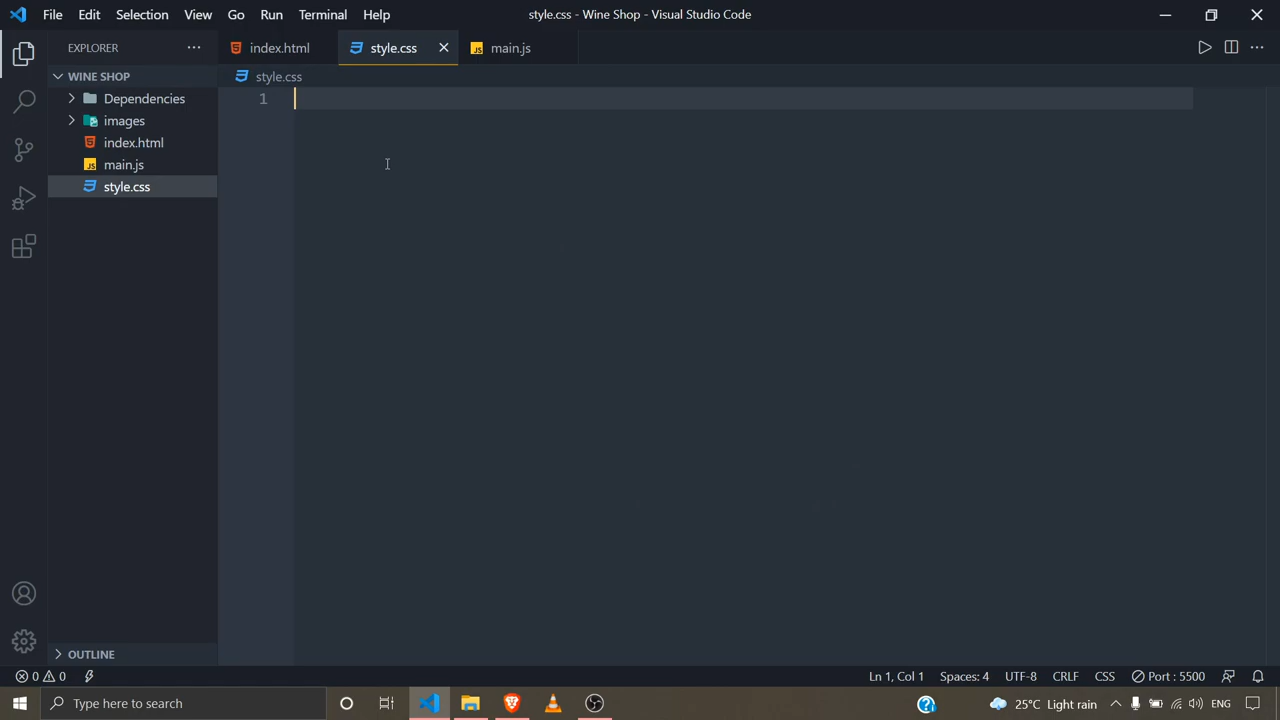 File Edit Selection View Go Run Terminal Help
style.css - Wine Shop - Visual Studio Code
EXPLORER
WINE SHOP
Dependencies
images
index.html
main.js
style.css
OUTLINE
index.html style.css main.js
style.css
1
0 0
Ln 1, Col 1 Spaces: 4 UTF-8 CRLF CSS Port : 5500
Type here to search
25°C Light rain ENG